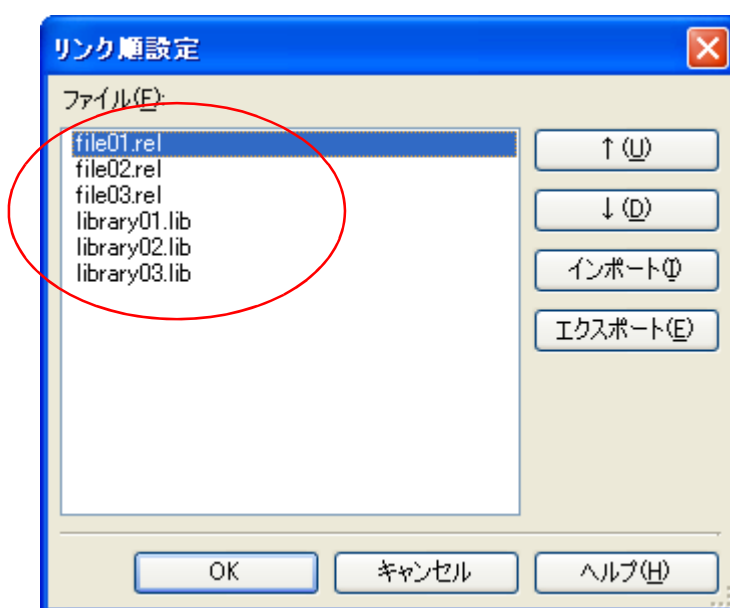 リンク順設定
ファイル(F):
file01.rel
file02.rel
file03.rel
library01.lib
library02.lib
library03.lib
↑(U)
↓(D)
インポート(I)
エクスポート(E)
OK
キャンセル
ヘルプ(H)